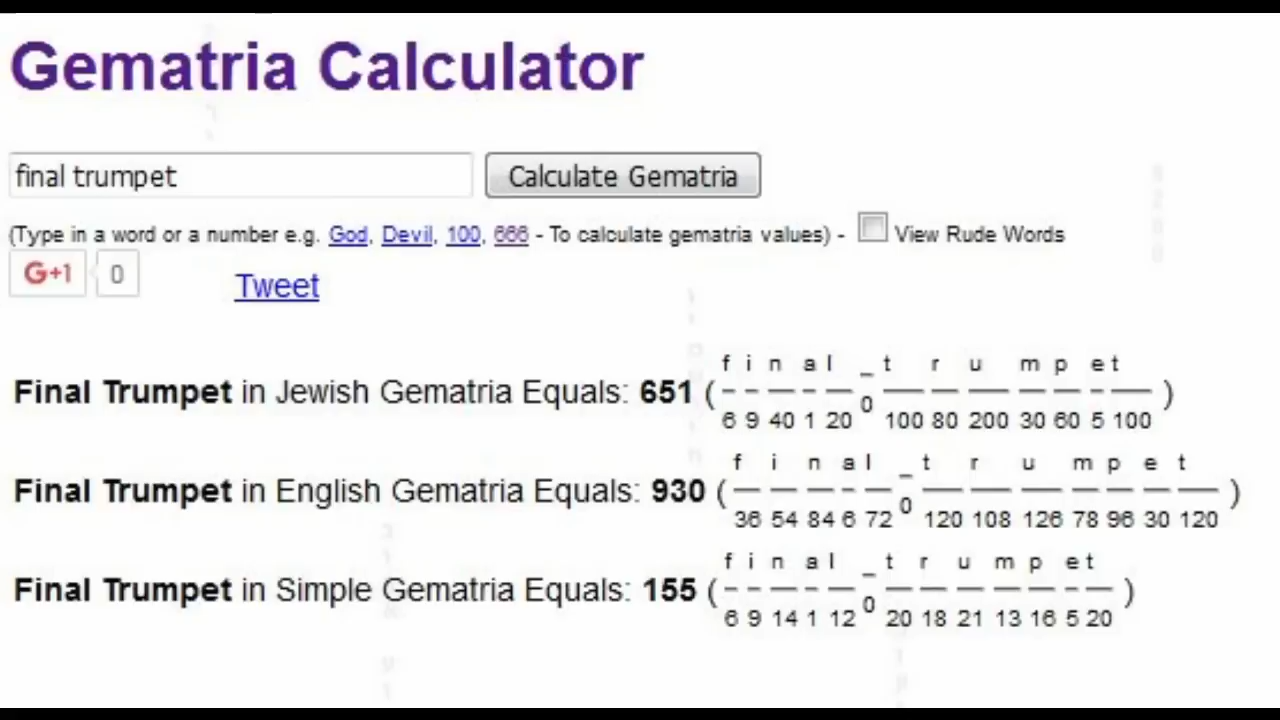 Gematria Calculator
final trumpet Calculate Gematria
(Type in a word or a number e.g. God, Devil, 100, 666 - To calculate gematria values) - View Rude Words
G+1 0 Tweet
f i n a l _ t r u m p e t
Final Trumpet in Jewish Gematria Equals: 651 ( 0 )
6 9 40 1 20 100 80 200 30 60 5 100
f i n a l _ t r u m p e t
Final Trumpet in English Gematria Equals: 930 ( 0 )
36 54 84 6 72 120 108 126 78 96 30 120
f i n a l _ t r u m p e t
Final Trumpet in Simple Gematria Equals: 155 ( 0 )
6 9 14 1 12 20 18 21 13 16 5 20